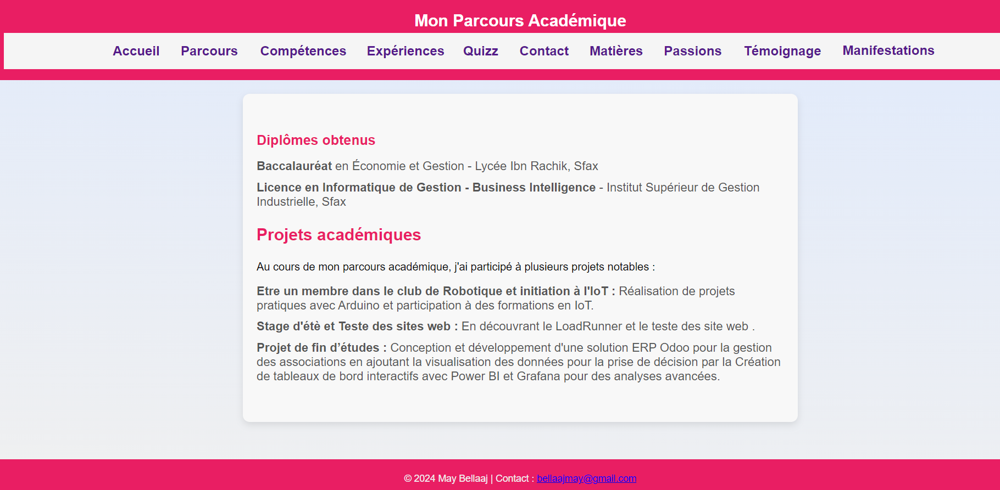 Mon Parcours Académique
Accueil Parcours Compétences Expériences Quizz Contact Matières Passions Témoignage Manifestations
Diplômes obtenus
Baccalauréat en Économie et Gestion - Lycée Ibn Rachik, Sfax
Licence en Informatique de Gestion - Business Intelligence - Institut Supérieur de Gestion
Industrielle, Sfax
Projets académiques
Au cours de mon parcours académique, j'ai participé à plusieurs projets notables :
Etre un membre dans le club de Robotique et initiation à l'IoT : Réalisation de projets
pratiques avec Arduino et participation à des formations en IoT.
Stage d'étè et Teste des sites web : En découvrant le LoadRunner et le teste des site web .
Projet de fin d’études : Conception et développement d'une solution ERP Odoo pour la gestion
des associations en ajoutant la visualisation des données pour la prise de décision par la Création
de tableaux de bord interactifs avec Power BI et Grafana pour des analyses avancées.
© 2024 May Bellaaj | Contact : bellaajmay@gmail.com